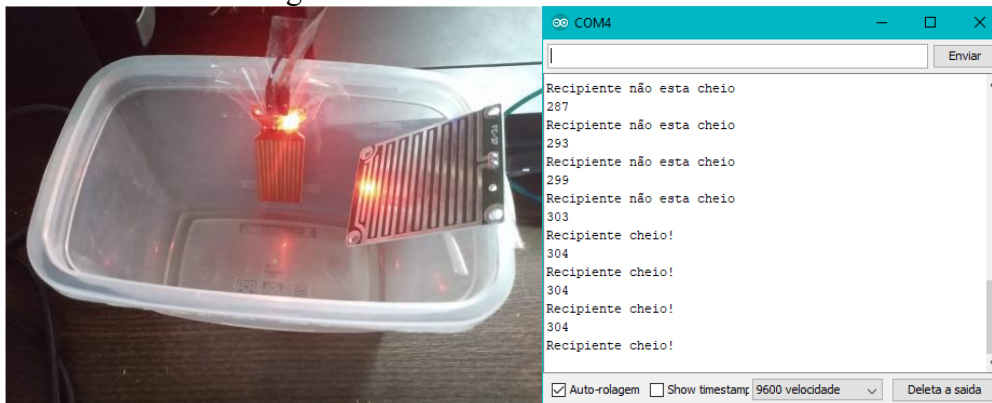 COM4
Enviar
Recipiente não esta cheio
287
Recipiente não esta cheio
293
Recipiente não esta cheio
299
Recipiente não esta cheio
303
Recipiente cheio!
304
Recipiente cheio!
304
Recipiente cheio!
304
Recipiente cheio!
Auto-rolagem Show timestamp 9600 velocidade Deleta a saida